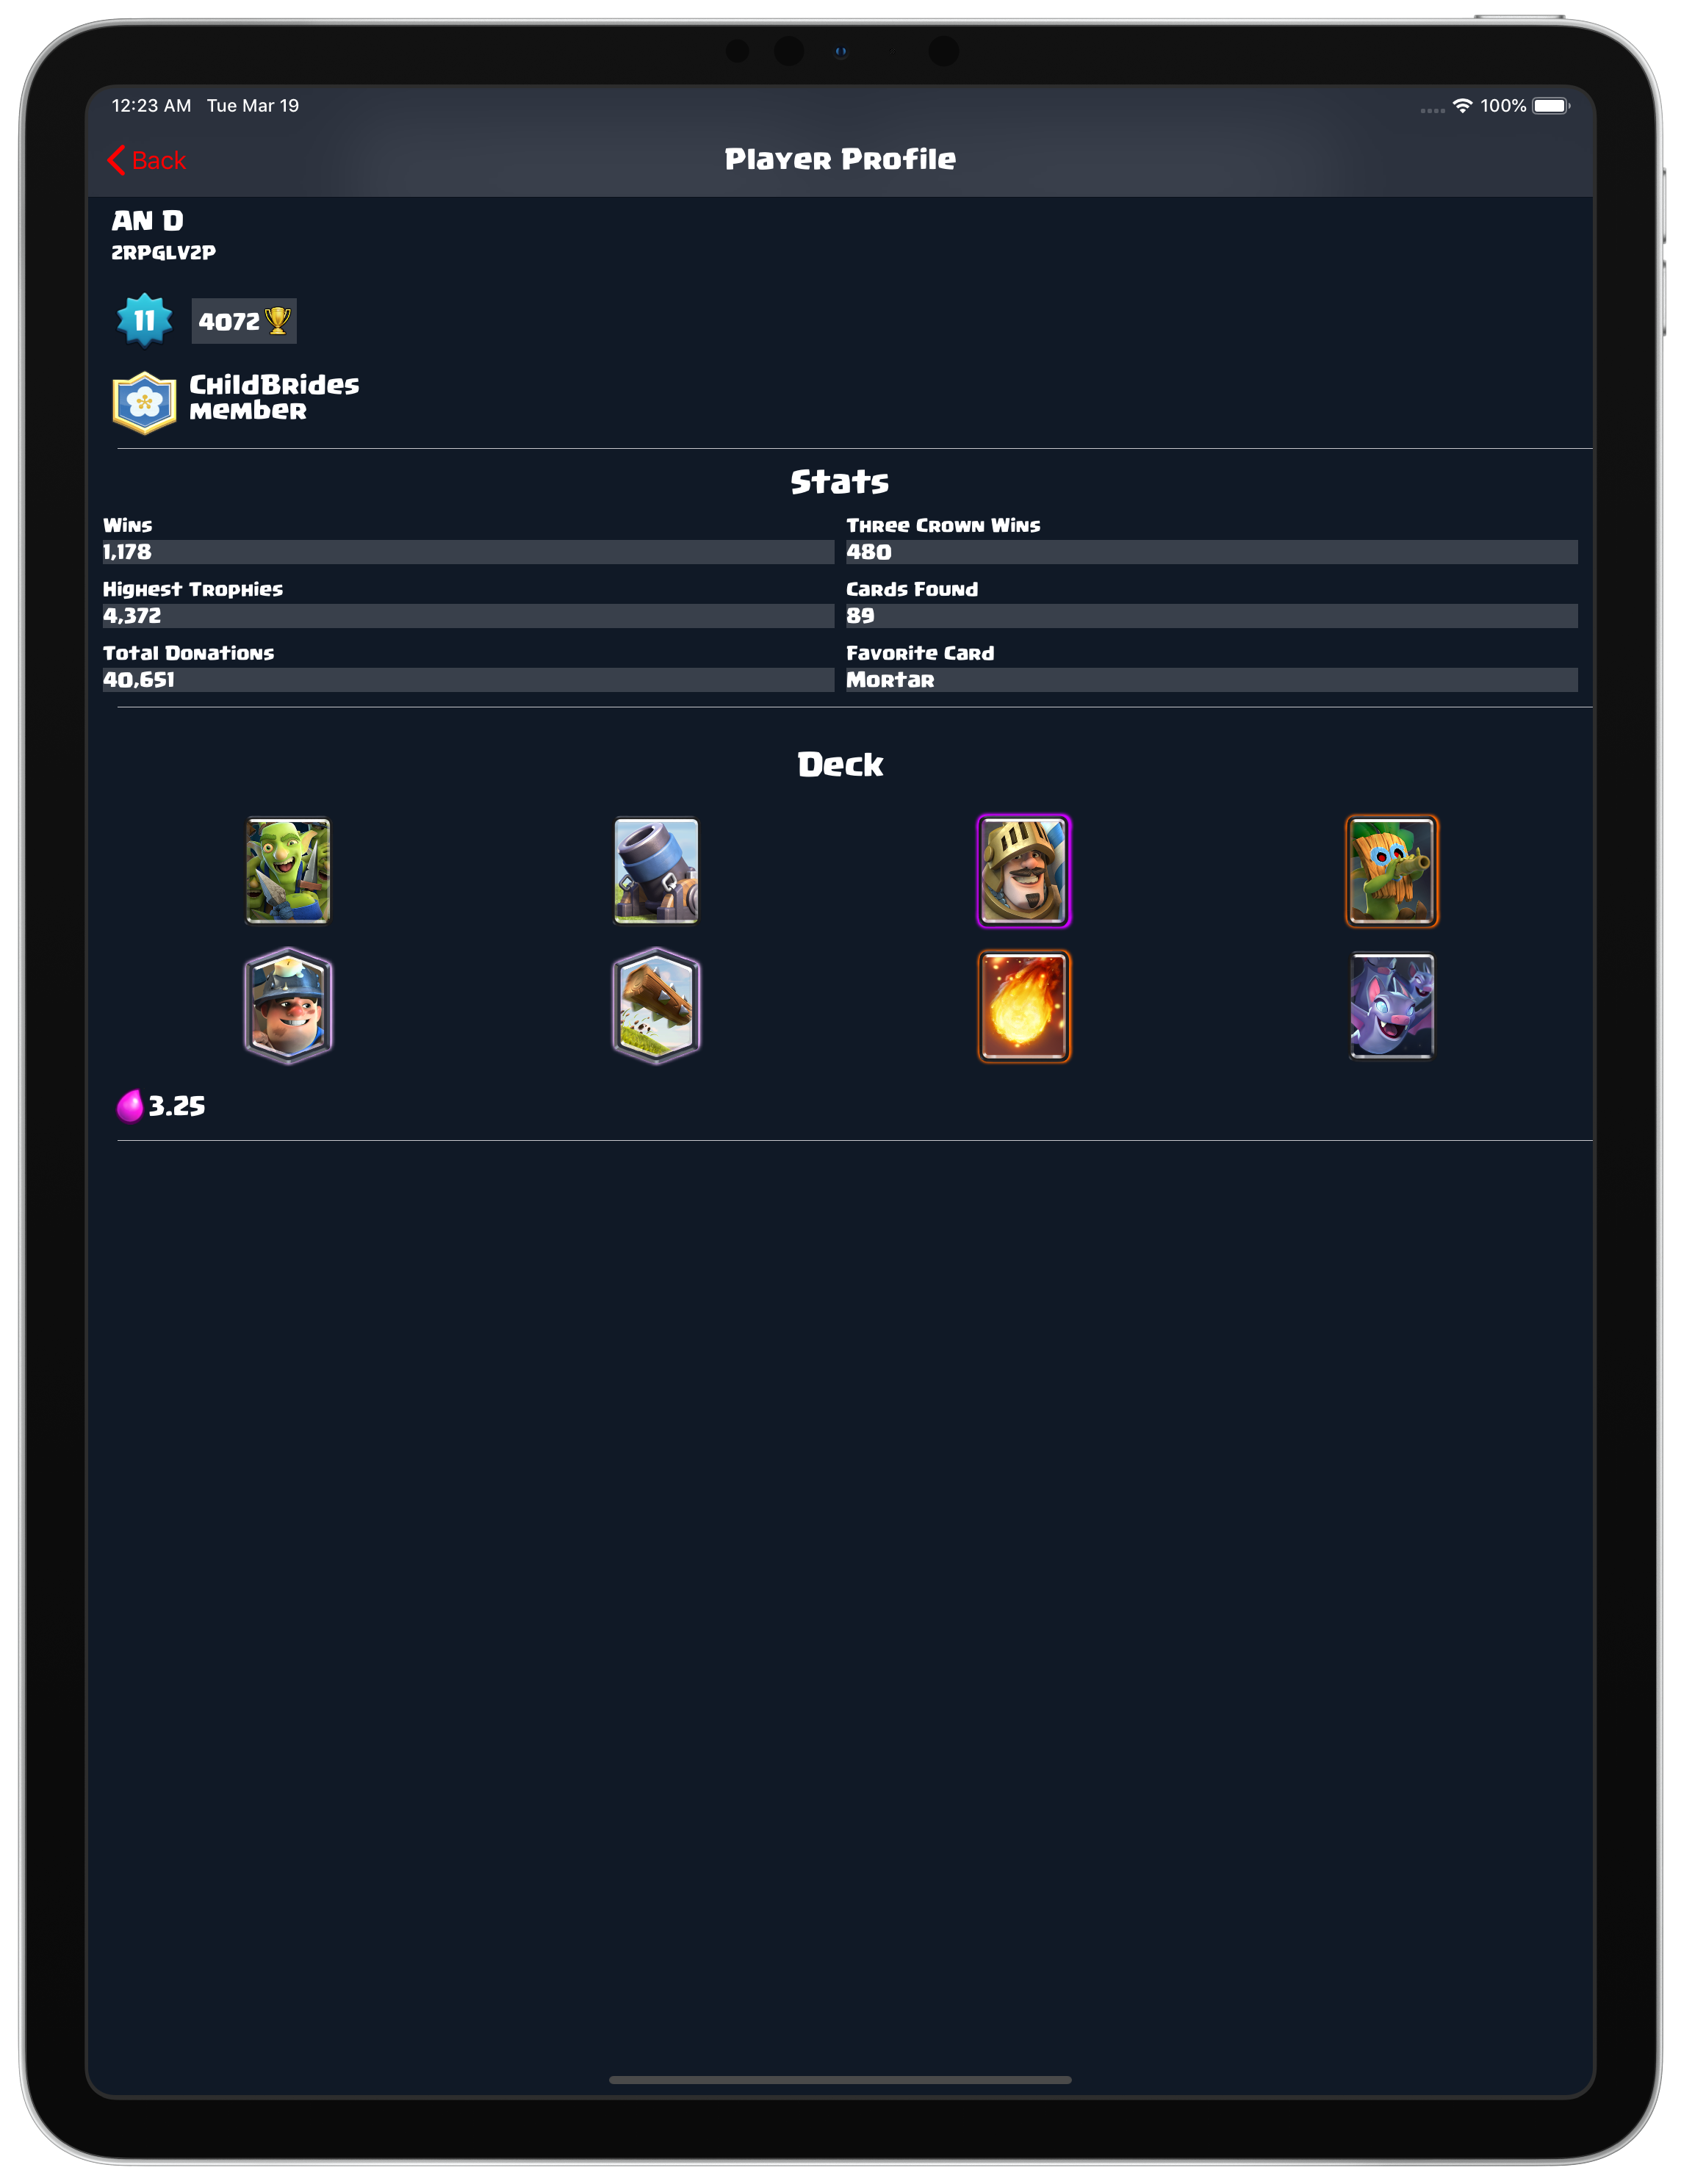 12:23 AM Tue Mar 19 100%
Back Player Profile
AN D
2RPGLV2P
11 4072
ChildBrides
member
Stats
Wins Three Crown Wins
1,178 480
Highest Trophies Cards Found
4,372 89
Total Donations Favorite Card
40,651 Mortar
Deck
3.25